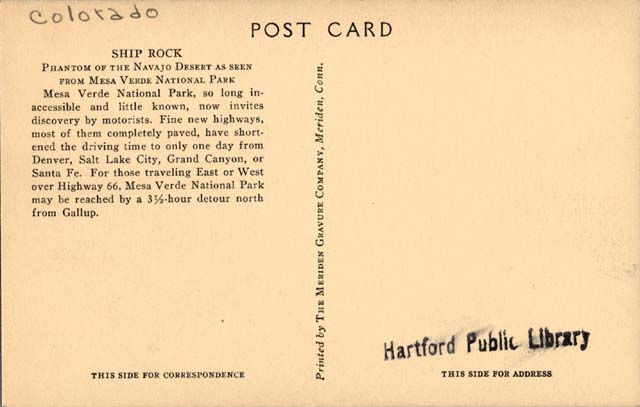 Colorado
POST CARD
SHIP ROCK
PHANTOM OF THE NAVAJO DESERT AS SEEN
FROM MESA VERDE NATIONAL PARK
Mesa Verde National Park, so long in-
accessible and little known, now invites
discovery by motorists. Fine new highways,
most of them completely paved, have short-
ened the driving time to only one day from
Denver, Salt Lake City, Grand Canyon, or
Santa Fe. For those traveling East or West
over Highway 66, Mesa Verde National Park
may be reached by a 3½-hour detour north
from Gallup.
Printed by THE MERIDEN GRAVURE COMPANY, Meriden, Conn.
Hartford Public Library
THIS SIDE FOR CORRESPONDENCE
THIS SIDE FOR ADDRESS